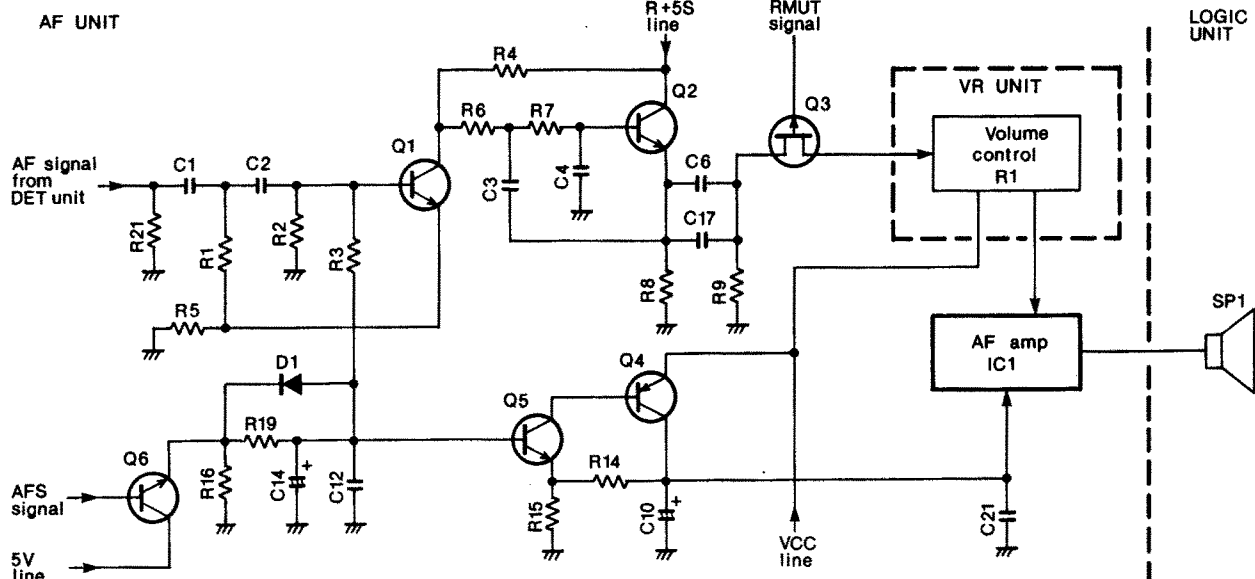 AF UNIT
R+5S
line
RMUT
signal
LOGIC
UNIT
R4
Q2
Q3
VR UNIT
R6
R7
Volume
control
R1
Q1
AF signal
from
DET unit
C1
C2
C3
C4
C6
C17
R21
R1
R2
R3
R8
R9
R5
SP1
AF amp
IC1
D1
Q4
Q5
R19
Q6
R16
C14
+
C12
R14
AFS
signal
R15
C10
+
C21
VCC
line
5V
line